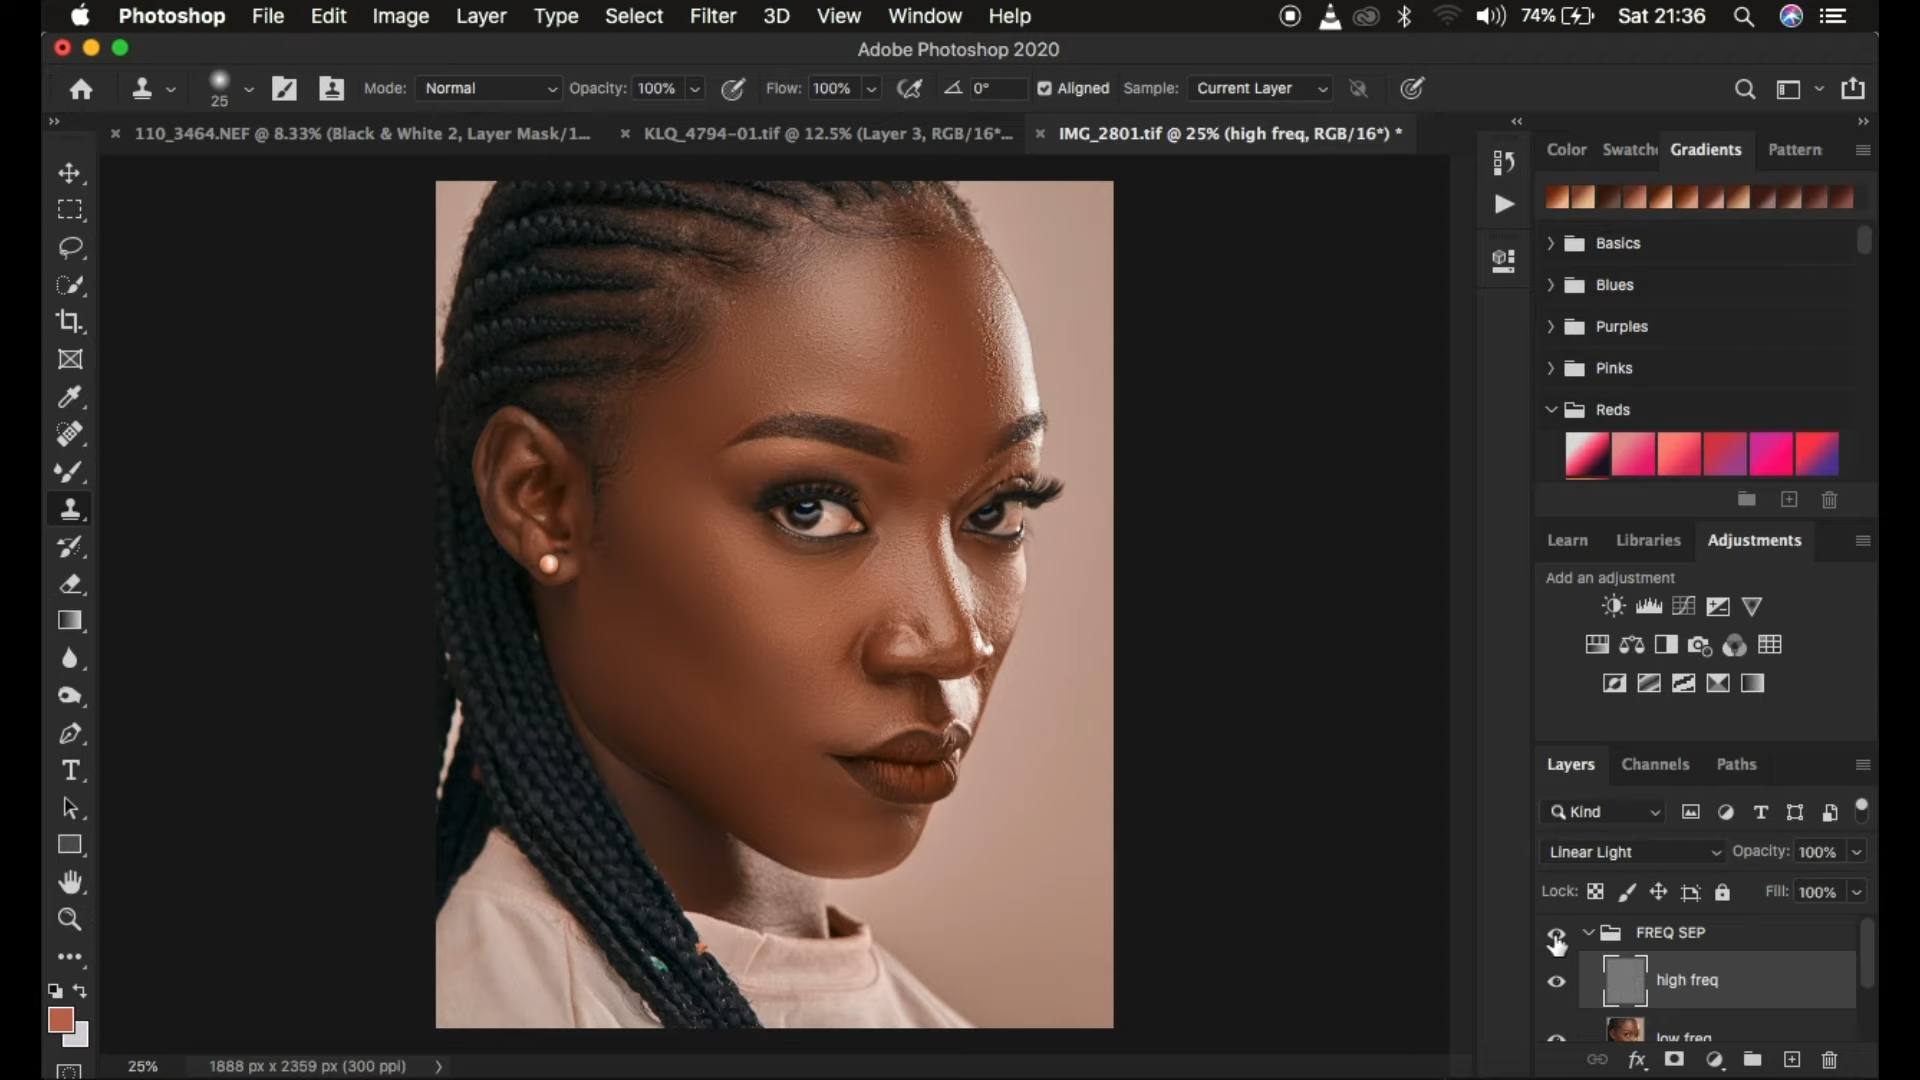 Photoshop File Edit Image Layer Type Select Filter 3D View Window Help 74% Sat 21:36
Adobe Photoshop 2020
25 Mode: Normal Opacity: 100% Flow: 100% 0° Aligned Sample: Current Layer
110_3464.NEF @ 8.33% (Black & White 2, Layer Mask/1... KLQ_4794-01.tif @ 12.5% (Layer 3, RGB/16*... IMG_2801.tif @ 25% (high freq, RGB/16*) *
Color Swatche Gradients Pattern
Basics
Blues
Purples
Pinks
Reds
Learn Libraries Adjustments
Add an adjustment
Layers Channels Paths
Kind
Linear Light Opacity: 100%
Lock: Fill: 100%
FREQ SEP
high freq
low freq
25% 1888 px x 2359 px (300 ppi)